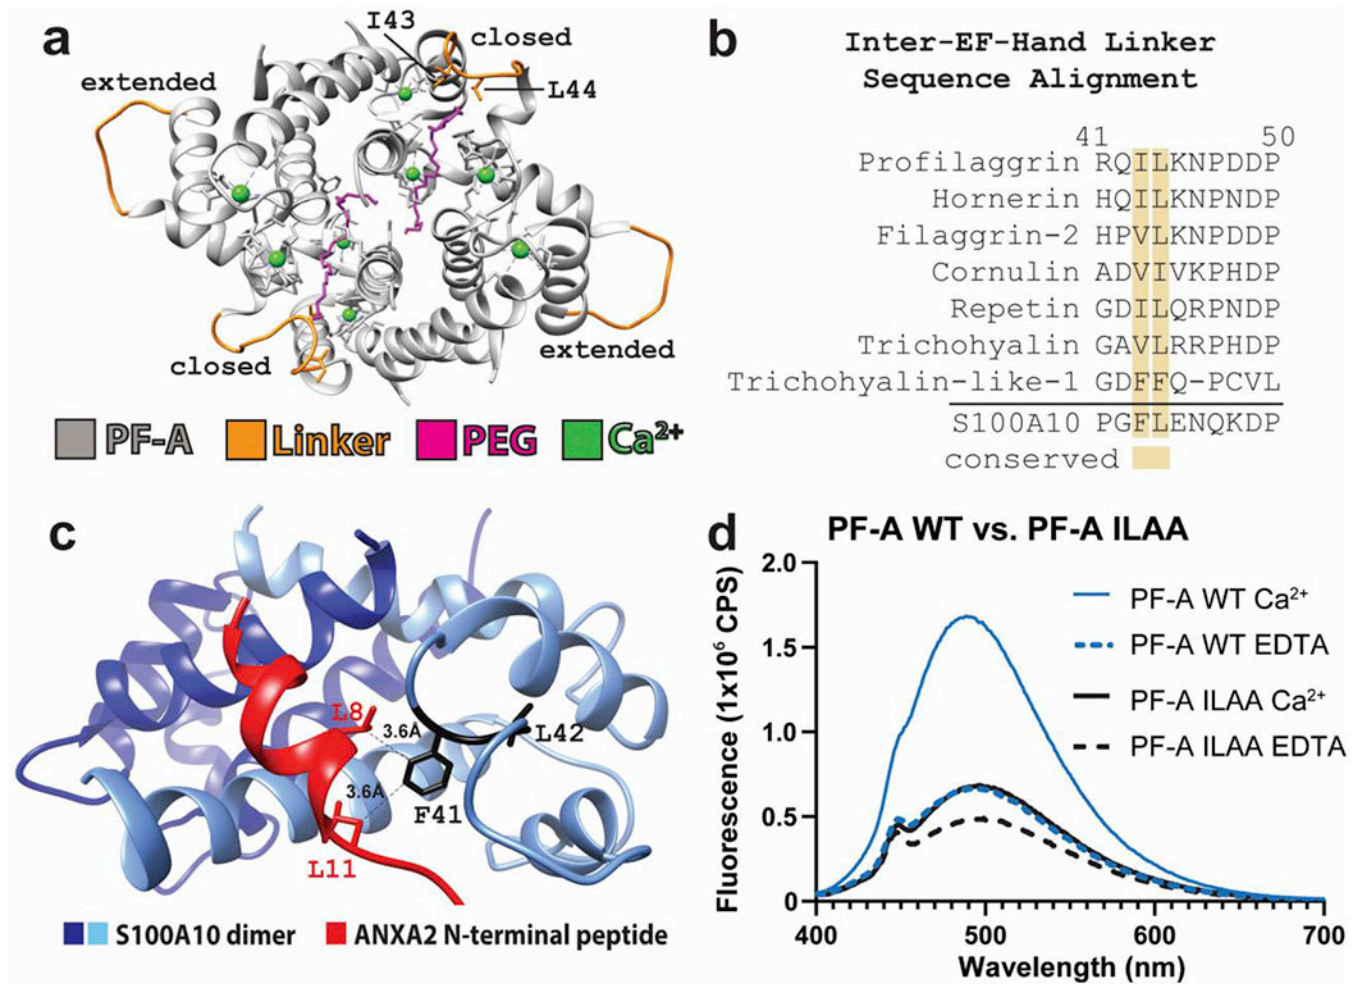 a
I43
closed
extended
L44
closed
extended
PF-A Linker PEG Ca²⁺
b
Inter-EF-Hand Linker
Sequence Alignment
41 50
Profilaggrin RQILKNPDDP
Hornerin HQILKNPNDP
Filaggrin-2 HPVLKNPDDP
Cornulin ADVIVKPHDP
Repetin GDILQRPNDP
Trichohyalin GAVLRRPHDP
Trichohyalin-like-1 GDFFQ-PCVL
S100A10 PGFLENQKDP
conserved
c
L8
3.6Å
L42
3.6Å
F41
L11
S100A10 dimer ANXA2 N-terminal peptide
d
PF-A WT vs. PF-A ILAA
Fluorescence (1x10⁶ CPS)
2.0
1.5
1.0
0.5
0
PF-A WT Ca²⁺
PF-A WT EDTA
PF-A ILAA Ca²⁺
PF-A ILAA EDTA
400 500 600 700
Wavelength (nm)